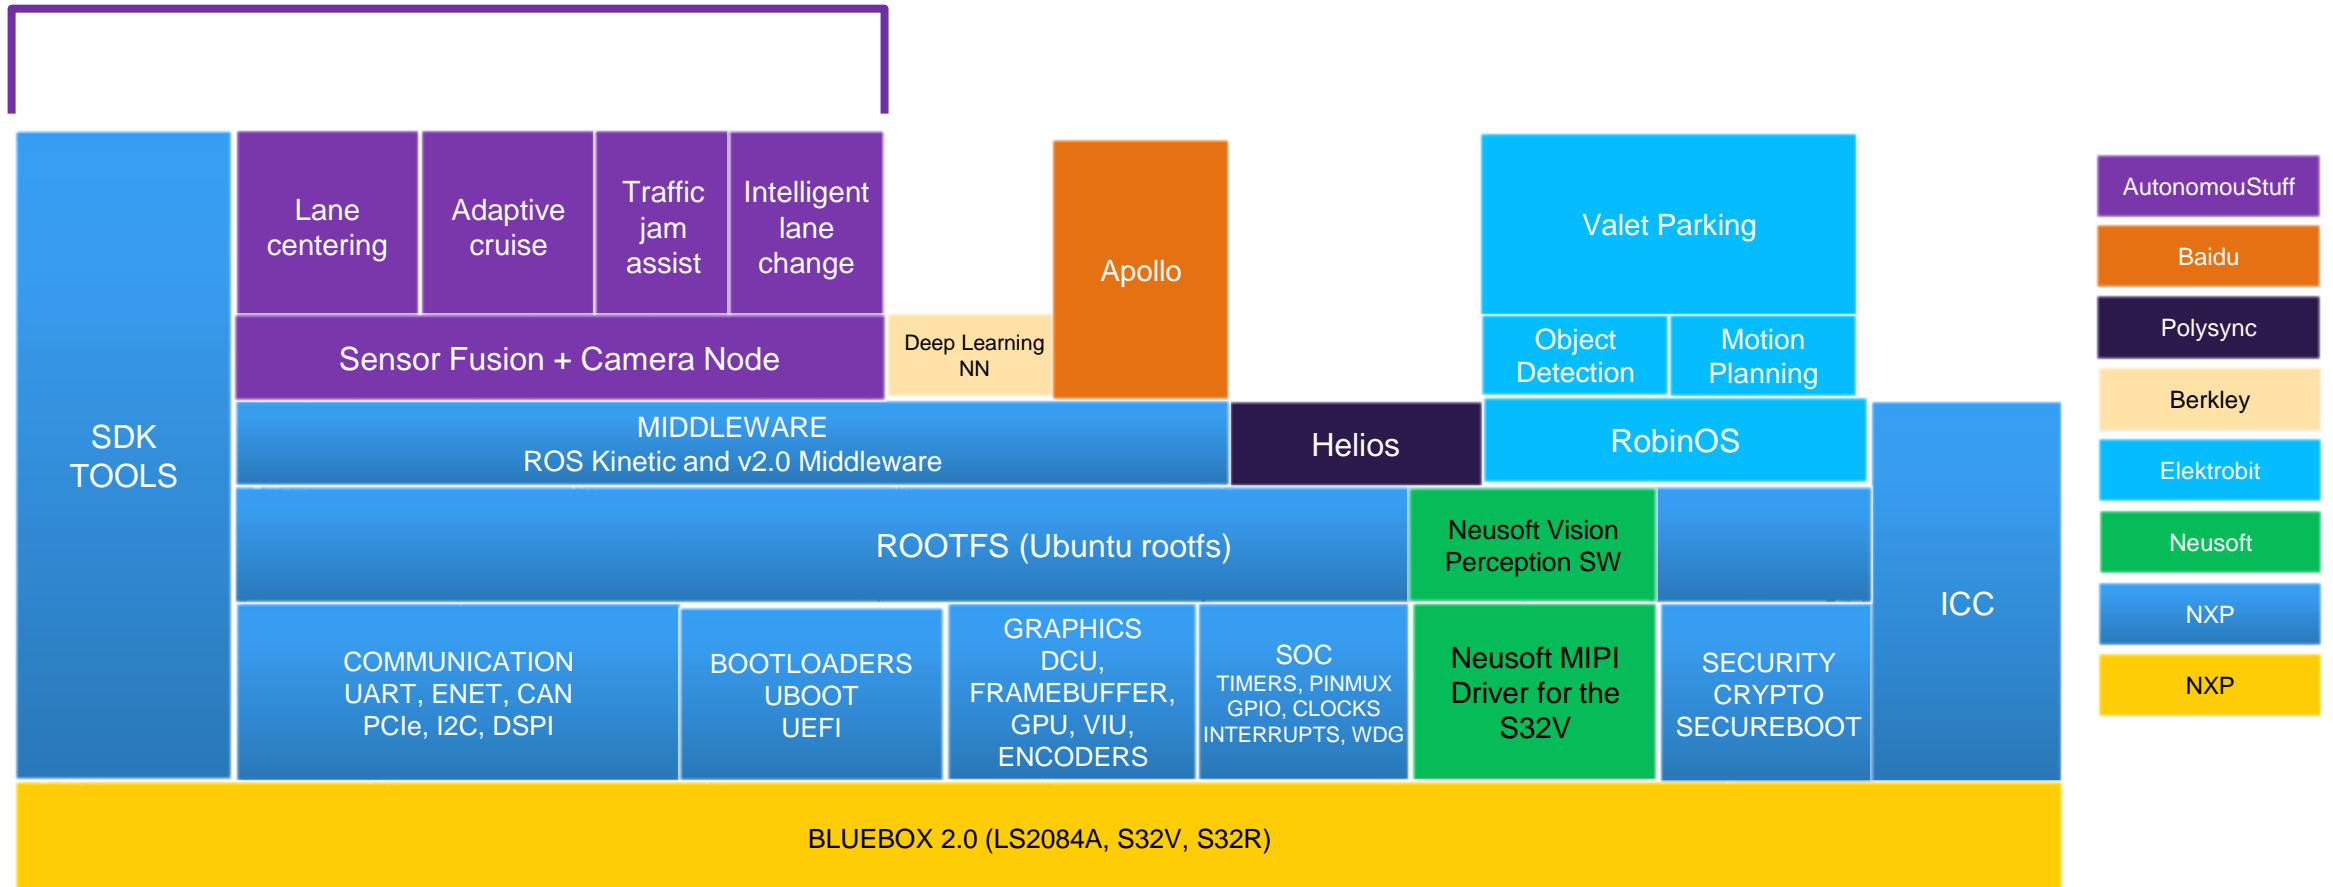 Lane
centering
Adaptive
cruise
Traffic
jam
assist
Intelligent
lane
change
Apollo
Valet Parking
Sensor Fusion + Camera Node
Deep Learning
NN
Object
Detection
Motion
Planning
SDK
TOOLS
MIDDLEWARE
ROS Kinetic and v2.0 Middleware
Helios
RobinOS
ROOTFS (Ubuntu rootfs)
Neusoft Vision
Perception SW
ICC
COMMUNICATION
UART, ENET, CAN
PCIe, I2C, DSPI
BOOTLOADERS
UBOOT
UEFI
GRAPHICS
DCU,
FRAMEBUFFER,
GPU, VIU,
ENCODERS
SOC
TIMERS, PINMUX
GPIO, CLOCKS
INTERRUPTS, WDG
Neusoft MIPI
Driver for the
S32V
SECURITY
CRYPTO
SECUREBOOT
BLUEBOX 2.0 (LS2084A, S32V, S32R)
AutonomouStuff
Baidu
Polysync
Berkley
Elektrobit
Neusoft
NXP
NXP